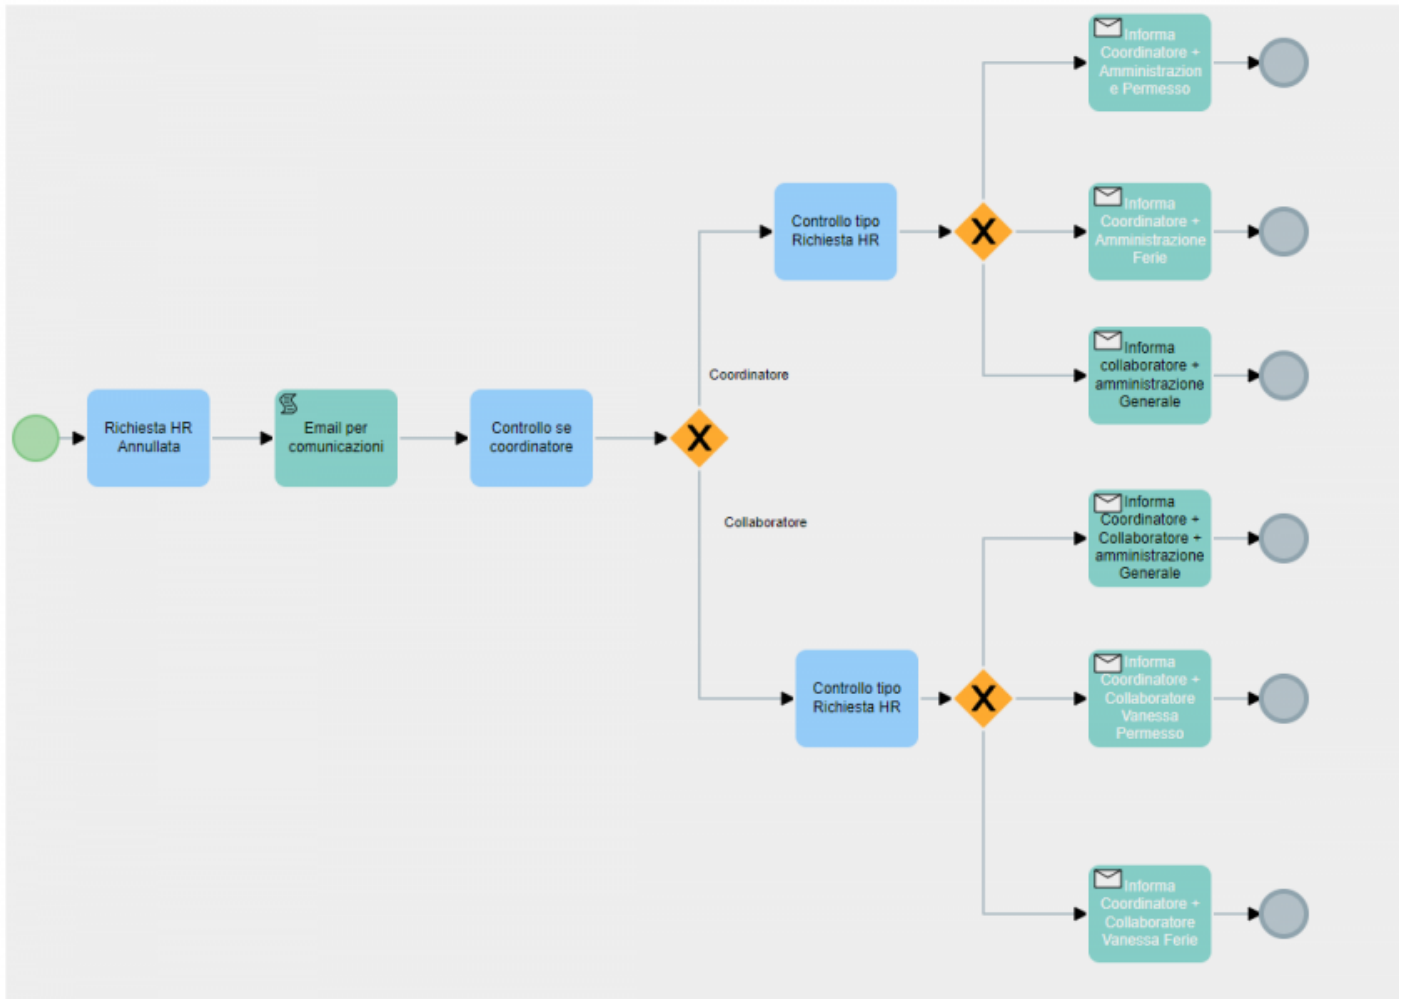 Informa
Coordinatore +
Amministrazion
e Permesso
Controllo tipo
Richiesta HR
Informa
Coordinatore +
Amministrazione
Ferie
Coordinatore
Informa
collaboratore +
amministrazione
Generale
Richiesta HR
Annullata
Email per
comunicazioni
Controllo se
coordinatore
Collaboratore
Informa
Coordinatore +
Collaboratore +
amministrazione
Generale
Controllo tipo
Richiesta HR
Informa
Coordinatore +
Collaboratore
Vanessa
Permesso
Informa
Coordinatore +
Collaboratore
Vanessa Ferie